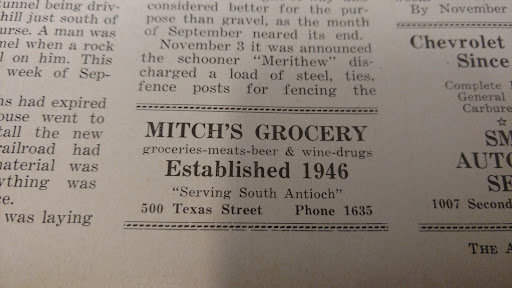 tunnel being driv-
hill just south of
urse. A man was
nel when a rock
l on him. This
week of Sep-
ns had expired
ouse went to
tall the new
railroad had
naterial was
ything was
e.
was laying
considered better for the pur-
pose than gravel, as the month
of September neared its end.
November 3 it was announced
the schooner "Merithew" dis-
charged a load of steel, ties,
fence posts for fencing the
MITCH'S GROCERY
groceries-meats-beer & wine-drugs
Established 1946
"Serving South Antioch"
500 Texas Street Phone 1635
By November
Chevrolet
Since
Complete
General
Carbure
SM
AUTO
SE
1007 Second
THE A